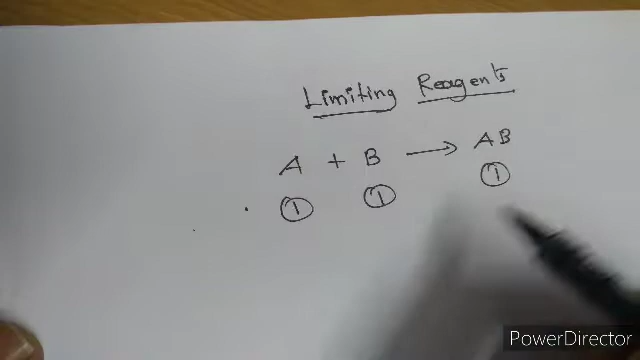 Limiting Reagents
A + B → AB
1 1 1
PowerDirector